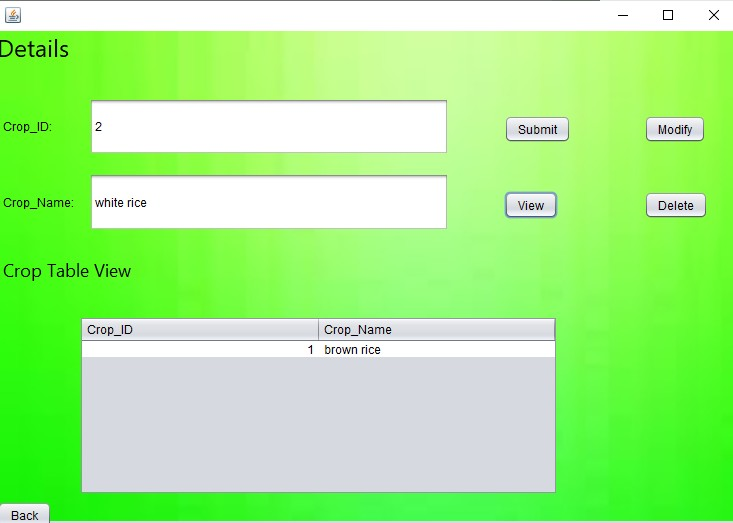 Details
Crop_ID: 2 Submit Modify
Crop_Name: white rice View Delete
Crop Table View
Crop_ID Crop_Name
1 brown rice
Back